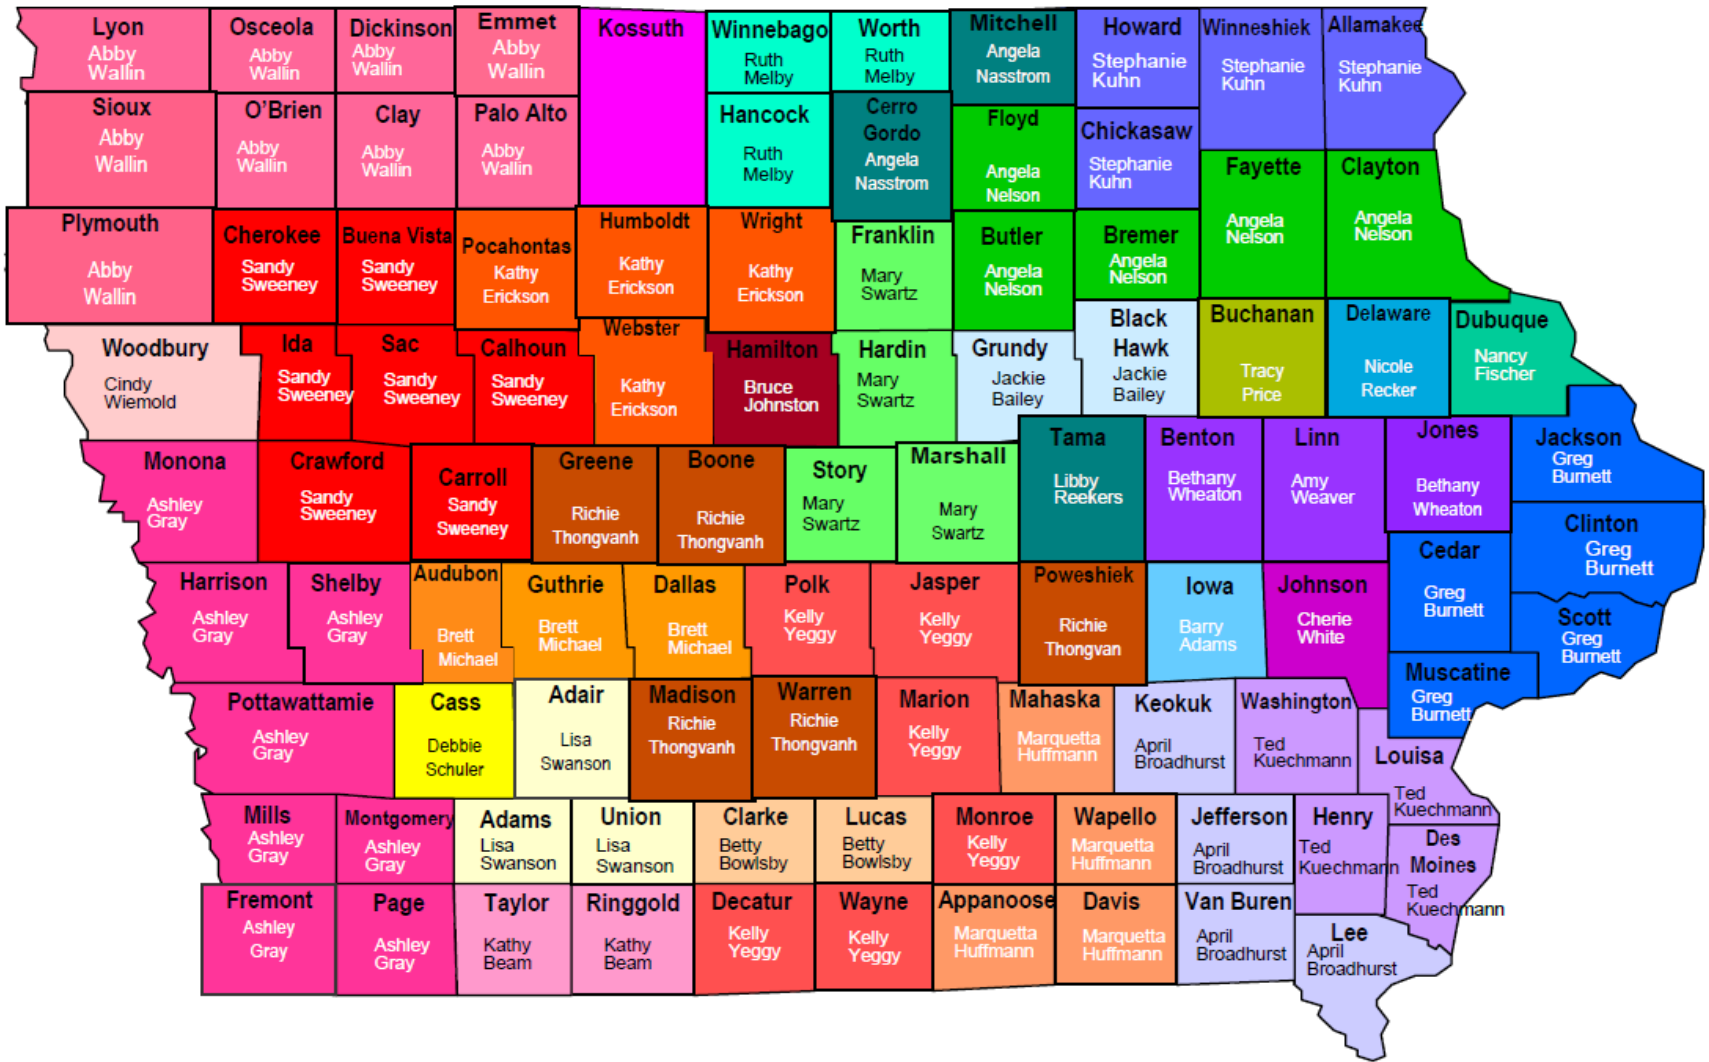 Lyon
Abby
Wallin
Osceola
Abby
Wallin
Dickinson
Abby
Wallin
Emmet
Abby
Wallin
Kossuth
Winnebago
Ruth
Melby
Worth
Ruth
Melby
Mitchell
Angela
Nasstrom
Howard
Stephanie
Kuhn
Winneshiek
Stephanie
Kuhn
Allamakee
Stephanie
Kuhn
Sioux
Abby
Wallin
O'Brien
Abby
Wallin
Clay
Abby
Wallin
Palo Alto
Abby
Wallin
Hancock
Ruth
Melby
Cerro
Gordo
Angela
Nasstrom
Floyd
Angela
Nelson
Chickasaw
Stephanie
Kuhn
Fayette
Angela
Nelson
Clayton
Angela
Nelson
Plymouth
Abby
Wallin
Cherokee
Sandy
Sweeney
Buena Vista
Sandy
Sweeney
Pocahontas
Kathy
Erickson
Humboldt
Kathy
Erickson
Wright
Kathy
Erickson
Franklin
Mary
Swartz
Butler
Angela
Nelson
Bremer
Angela
Nelson
Woodbury
Cindy
Wiemold
Ida
Sandy
Sweeney
Sac
Sandy
Sweeney
Calhoun
Sandy
Sweeney
Webster
Kathy
Erickson
Hamilton
Bruce
Johnston
Hardin
Mary
Swartz
Grundy
Jackie
Bailey
Black
Hawk
Jackie
Bailey
Buchanan
Tracy
Price
Delaware
Nicole
Recker
Dubuque
Nancy
Fischer
Monona
Ashley
Gray
Crawford
Sandy
Sweeney
Carroll
Sandy
Sweeney
Greene
Richie
Thongvanh
Boone
Richie
Thongvanh
Story
Mary
Swartz
Marshall
Mary
Swartz
Tama
Libby
Reekers
Benton
Bethany
Wheaton
Linn
Amy
Weaver
Jones
Bethany
Wheaton
Jackson
Greg
Burnett
Clinton
Greg
Burnett
Cedar
Greg
Burnett
Harrison
Ashley
Gray
Shelby
Ashley
Gray
Audubon
Brett
Michael
Guthrie
Brett
Michael
Dallas
Brett
Michael
Polk
Kelly
Yeggy
Jasper
Kelly
Yeggy
Poweshiek
Richie
Thongvan
Iowa
Barry
Adams
Johnson
Cherie
White
Scott
Greg
Burnett
Muscatine
Greg
Burnett
Pottawattamie
Ashley
Gray
Cass
Debbie
Schuler
Adair
Lisa
Swanson
Madison
Richie
Thongvanh
Warren
Richie
Thongvanh
Marion
Kelly
Yeggy
Mahaska
Marquetta
Huffmann
Keokuk
April
Broadhurst
Washington
Ted
Kuechmann
Louisa
Ted
Kuechmann
Mills
Ashley
Gray
Montgomery
Ashley
Gray
Adams
Lisa
Swanson
Union
Lisa
Swanson
Clarke
Betty
Bowlsby
Lucas
Betty
Bowlsby
Monroe
Kelly
Yeggy
Wapello
Marquetta
Huffmann
Jefferson
April
Broadhurst
Henry
Ted
Kuechmann
Des
Moines
Ted
Kuechmann
Fremont
Ashley
Gray
Page
Ashley
Gray
Taylor
Kathy
Beam
Ringgold
Kathy
Beam
Decatur
Kelly
Yeggy
Wayne
Kelly
Yeggy
Appanoose
Marquetta
Huffmann
Davis
Marquetta
Huffmann
Van Buren
April
Broadhurst
Lee
April
Broadhurst